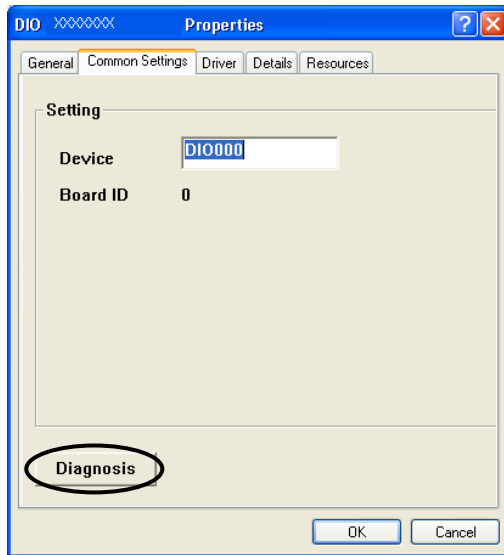 DIO XXXXXXX Properties
General Common Settings Driver Details Resources
Setting
Device DIO000
Board ID 0
Diagnosis
OK Cancel